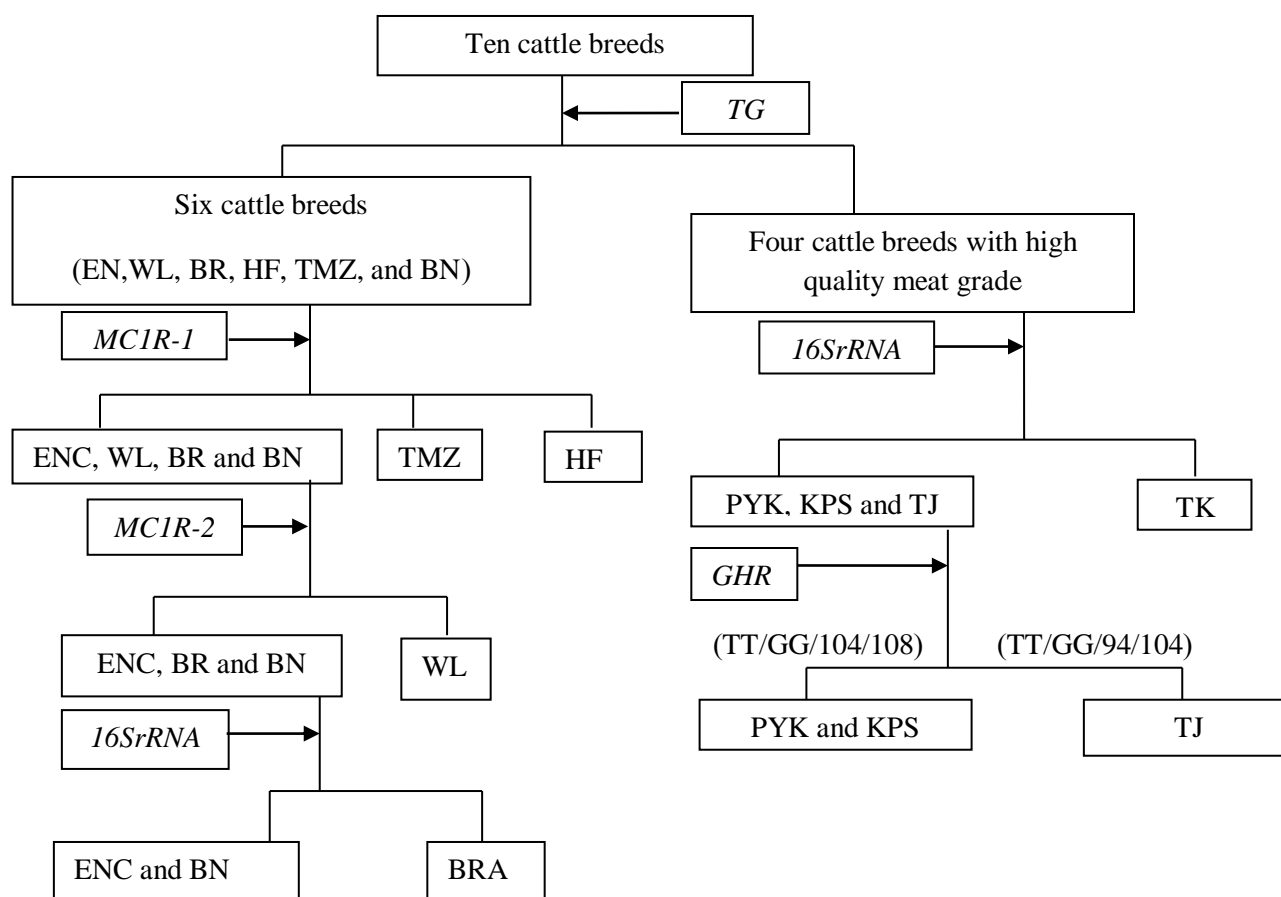 Ten cattle breeds
TG
Six cattle breeds
(EN,WL, BR, HF, TMZ, and BN)
Four cattle breeds with high
quality meat grade
MC1R-1
16SrRNA
ENC, WL, BR and BN
TMZ
HF
PYK, KPS and TJ
TK
MC1R-2
GHR
(TT/GG/104/108)
(TT/GG/94/104)
ENC, BR and BN
WL
PYK and KPS
TJ
16SrRNA
ENC and BN
BRA